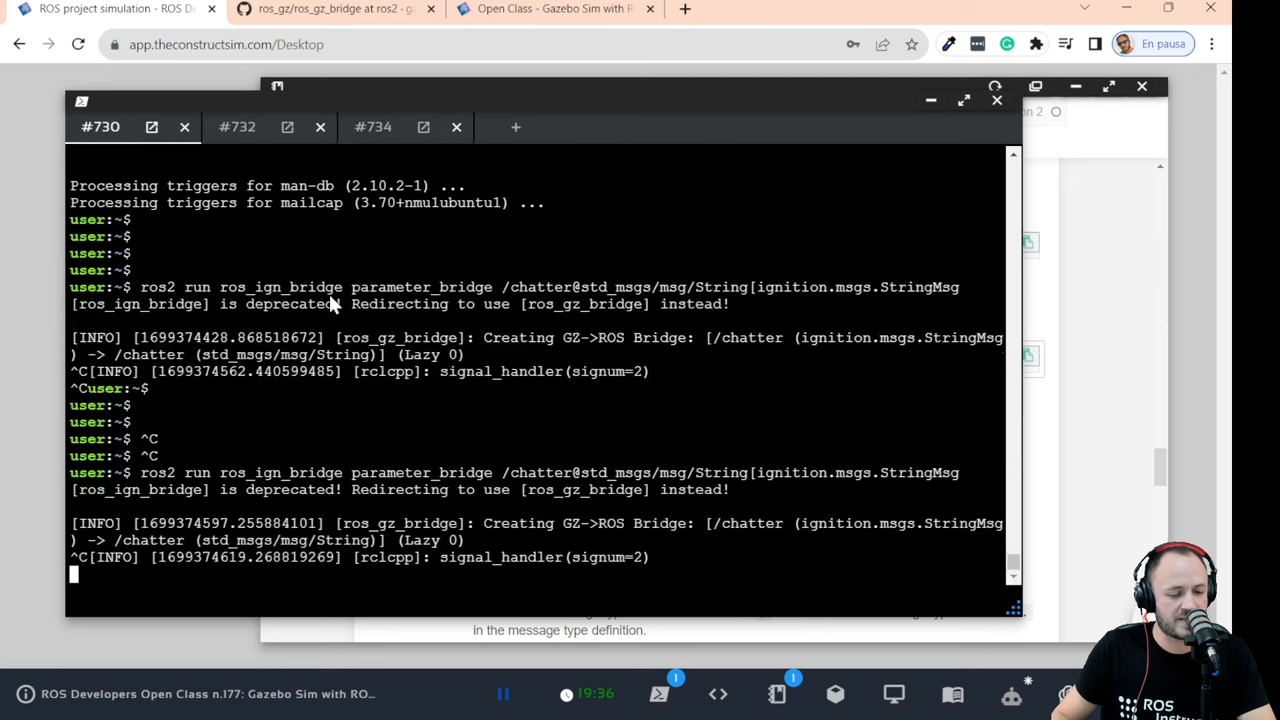 ROS project simulation - ROS De
ros_gz/ros_gz_bridge at ros2 · g
Open Class - Gazebo Sim with R
app.theconstructsim.com/Desktop
En pausa
#730
#732
#734
on 2
Processing triggers for man-db (2.10.2-1) ...
Processing triggers for mailcap (3.70+nmu1ubuntu1) ...
user:~$
user:~$
user:~$
user:~$
user:~$ ros2 run ros_ign_bridge parameter_bridge /chatter@std_msgs/msg/String[ignition.msgs.StringMsg
[ros_ign_bridge] is deprecated! Redirecting to use [ros_gz_bridge] instead!
[INFO] [1699374428.868518672] [ros_gz_bridge]: Creating GZ->ROS Bridge: [/chatter (ignition.msgs.StringMsg
) -> /chatter (std_msgs/msg/String)] (Lazy 0)
^C[INFO] [1699374562.440599485] [rclcpp]: signal_handler(signum=2)
^Cuser:~$
user:~$
user:~$
user:~$ ^C
user:~$ ^C
user:~$ ros2 run ros_ign_bridge parameter_bridge /chatter@std_msgs/msg/String[ignition.msgs.StringMsg
[ros_ign_bridge] is deprecated! Redirecting to use [ros_gz_bridge] instead!
[INFO] [1699374597.255884101] [ros_gz_bridge]: Creating GZ->ROS Bridge: [/chatter (ignition.msgs.StringMsg
) -> /chatter (std_msgs/msg/String)] (Lazy 0)
^C[INFO] [1699374619.268819269] [rclcpp]: signal_handler(signum=2)
in the message type definition.
ROS Developers Open Class n.177: Gazebo Sim with RO...
19:36
1
1
ROS